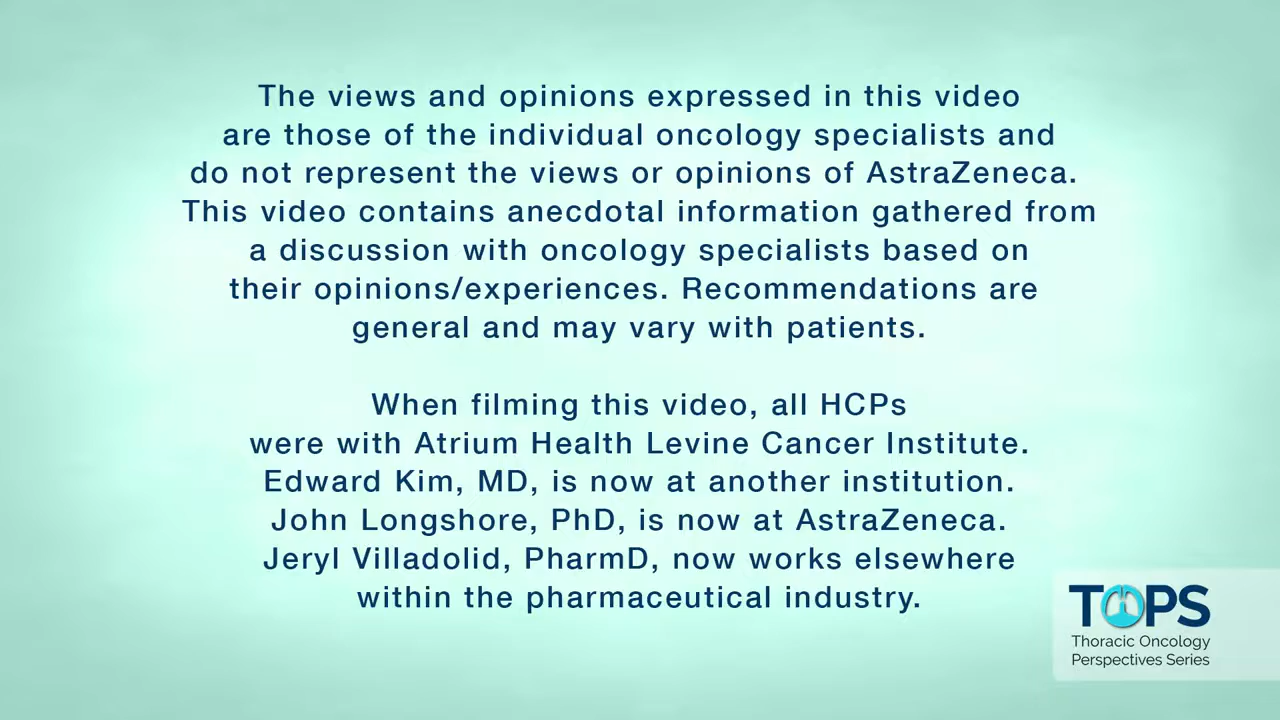 The views and opinions expressed in this video
are those of the individual oncology specialists and
do not represent the views or opinions of AstraZeneca.
This video contains anecdotal information gathered from
a discussion with oncology specialists based on
their opinions/experiences. Recommendations are
general and may vary with patients.
When filming this video, all HCPs
were with Atrium Health Levine Cancer Institute.
Edward Kim, MD, is now at another institution.
John Longshore, PhD, is now at AstraZeneca.
Jeryl Villadolid, PharmD, now works elsewhere
within the pharmaceutical industry.
TOPS
Thoracic Oncology
Perspectives Series